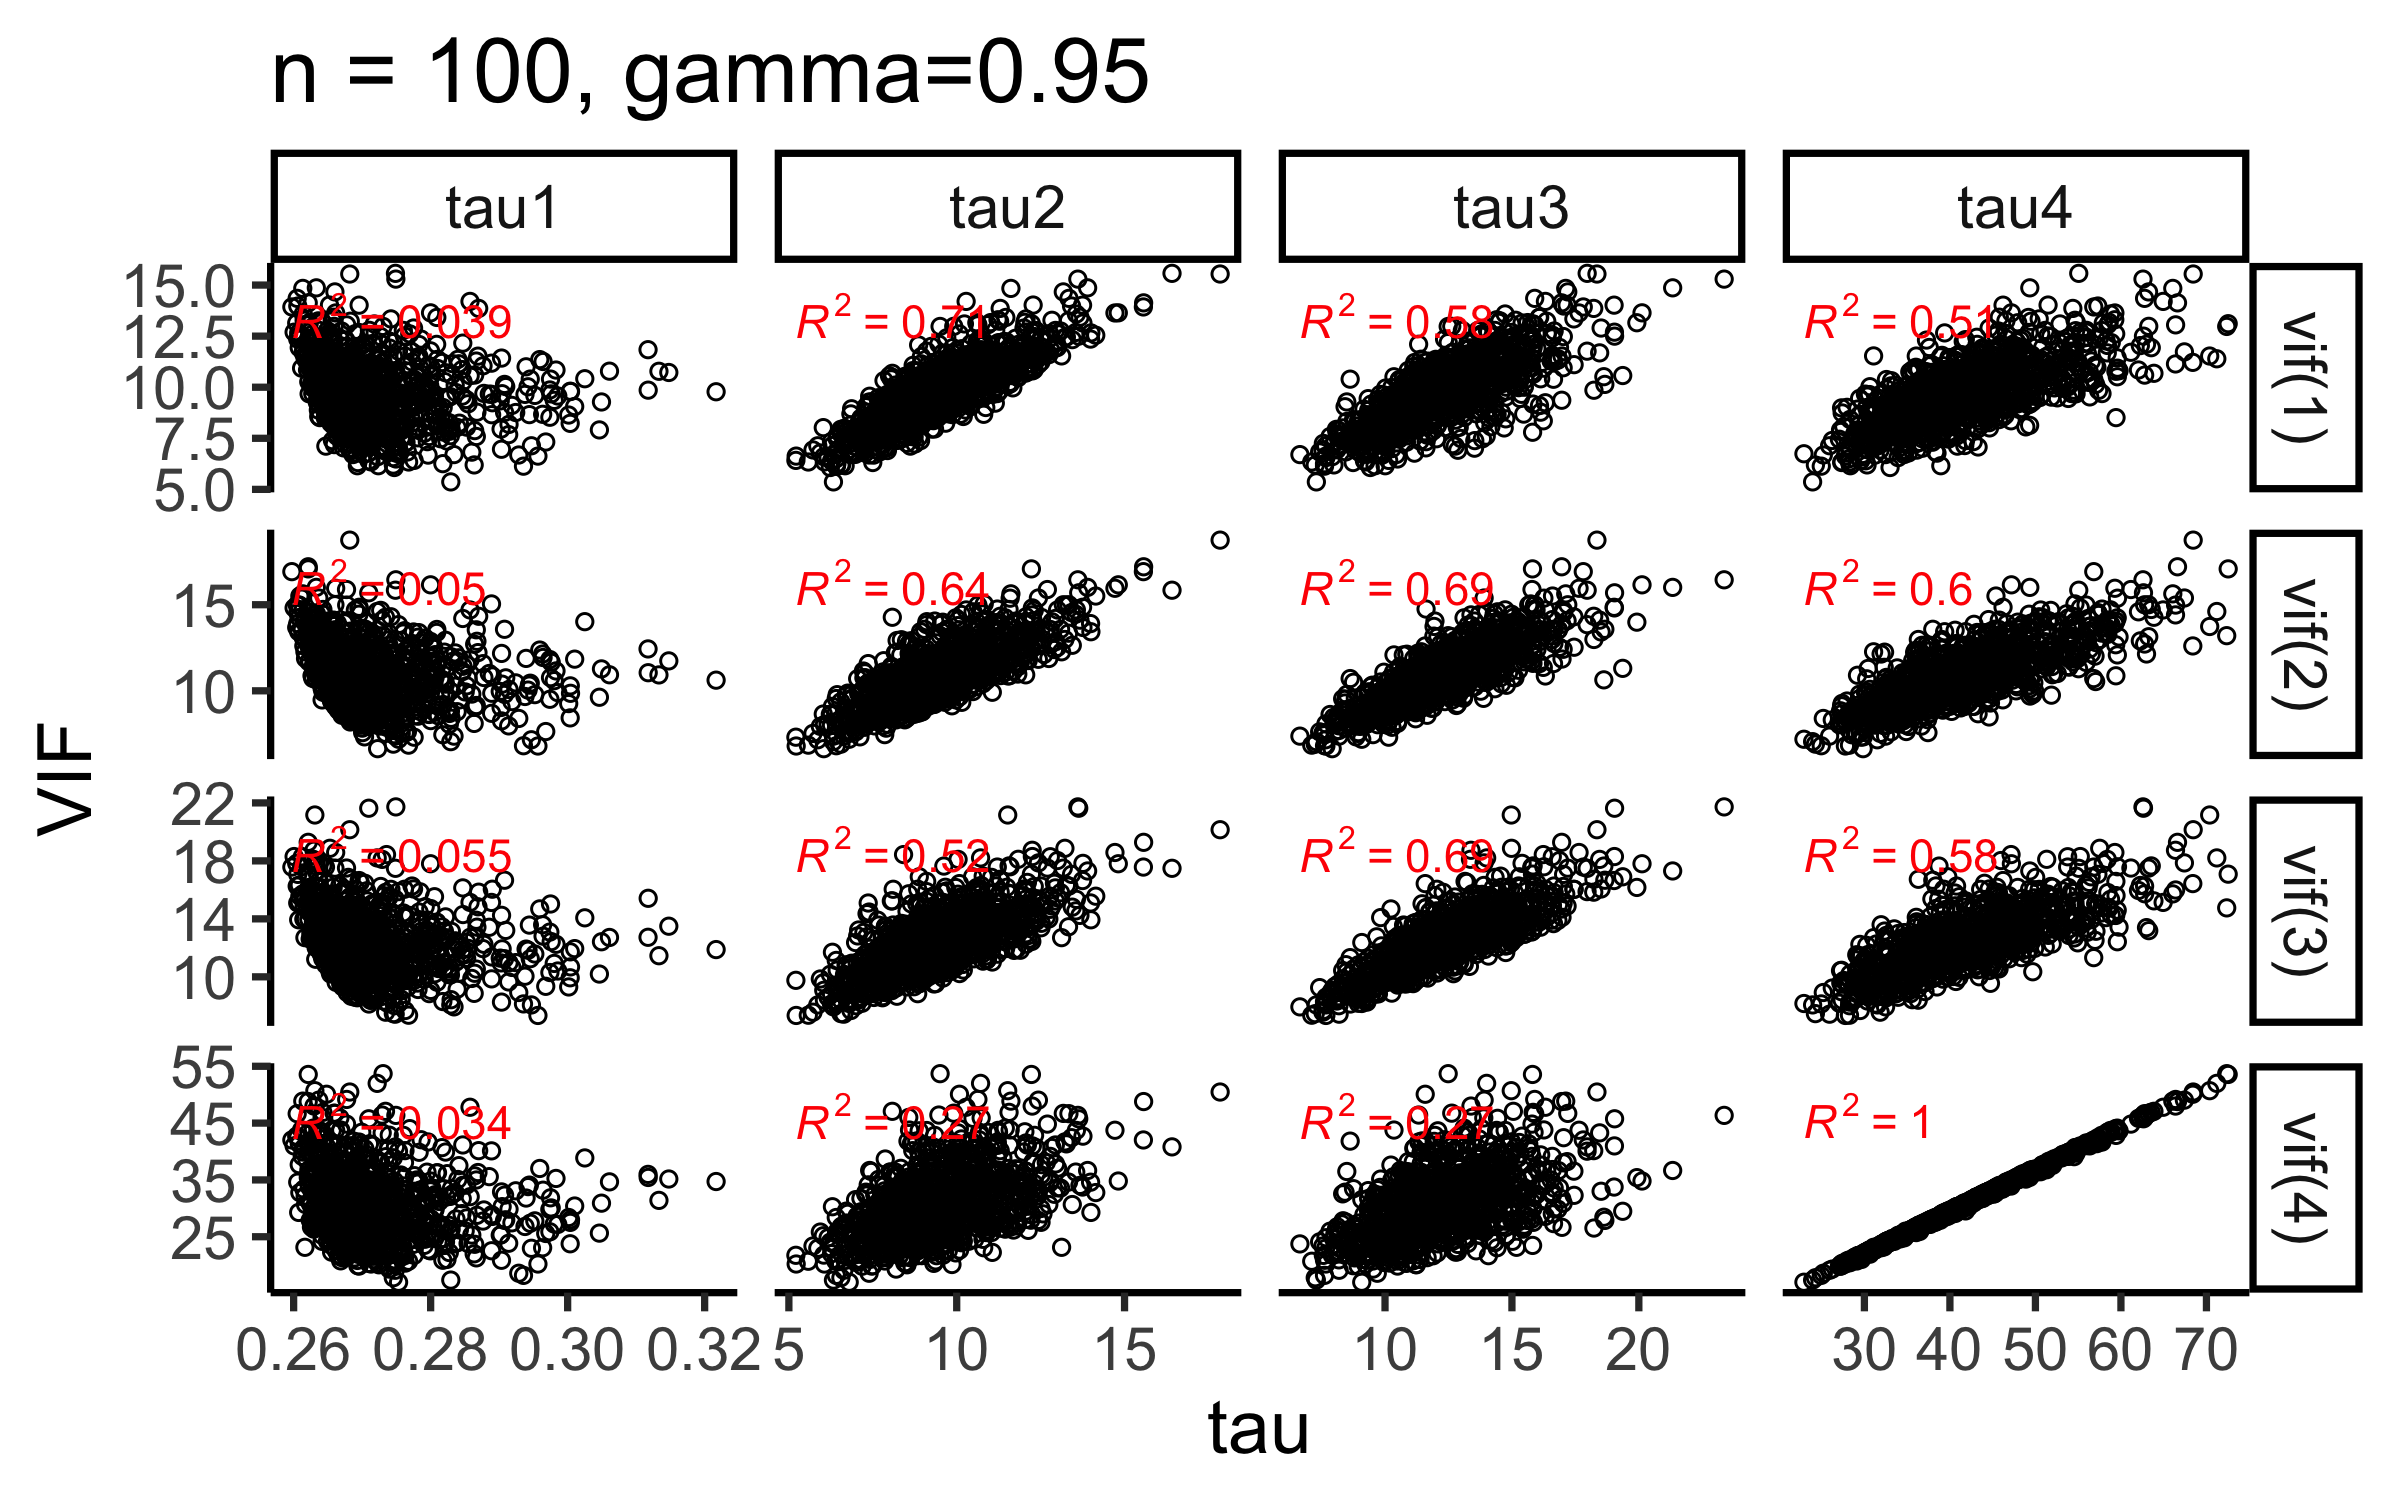 n = 100, gamma=0.95
tau1 tau2 tau3 tau4
15.0
12.5
10.0
7.5
5.0
R² = 0.039 R² = 0.71 R² = 0.58 R² = 0.51
vif(1)
15
10
R² = 0.05 R² = 0.64 R² = 0.69 R² = 0.6
vif(2)
22
18
14
10
R² = 0.055 R² = 0.52 R² = 0.69 R² = 0.58
vif(3)
55
45
35
25
R² = 0.034 R² = 0.27 R² = 0.27 R² = 1
vif(4)
VIF
0.26 0.28 0.30 0.32 5 10 15 10 15 20 30 40 50 60 70
tau